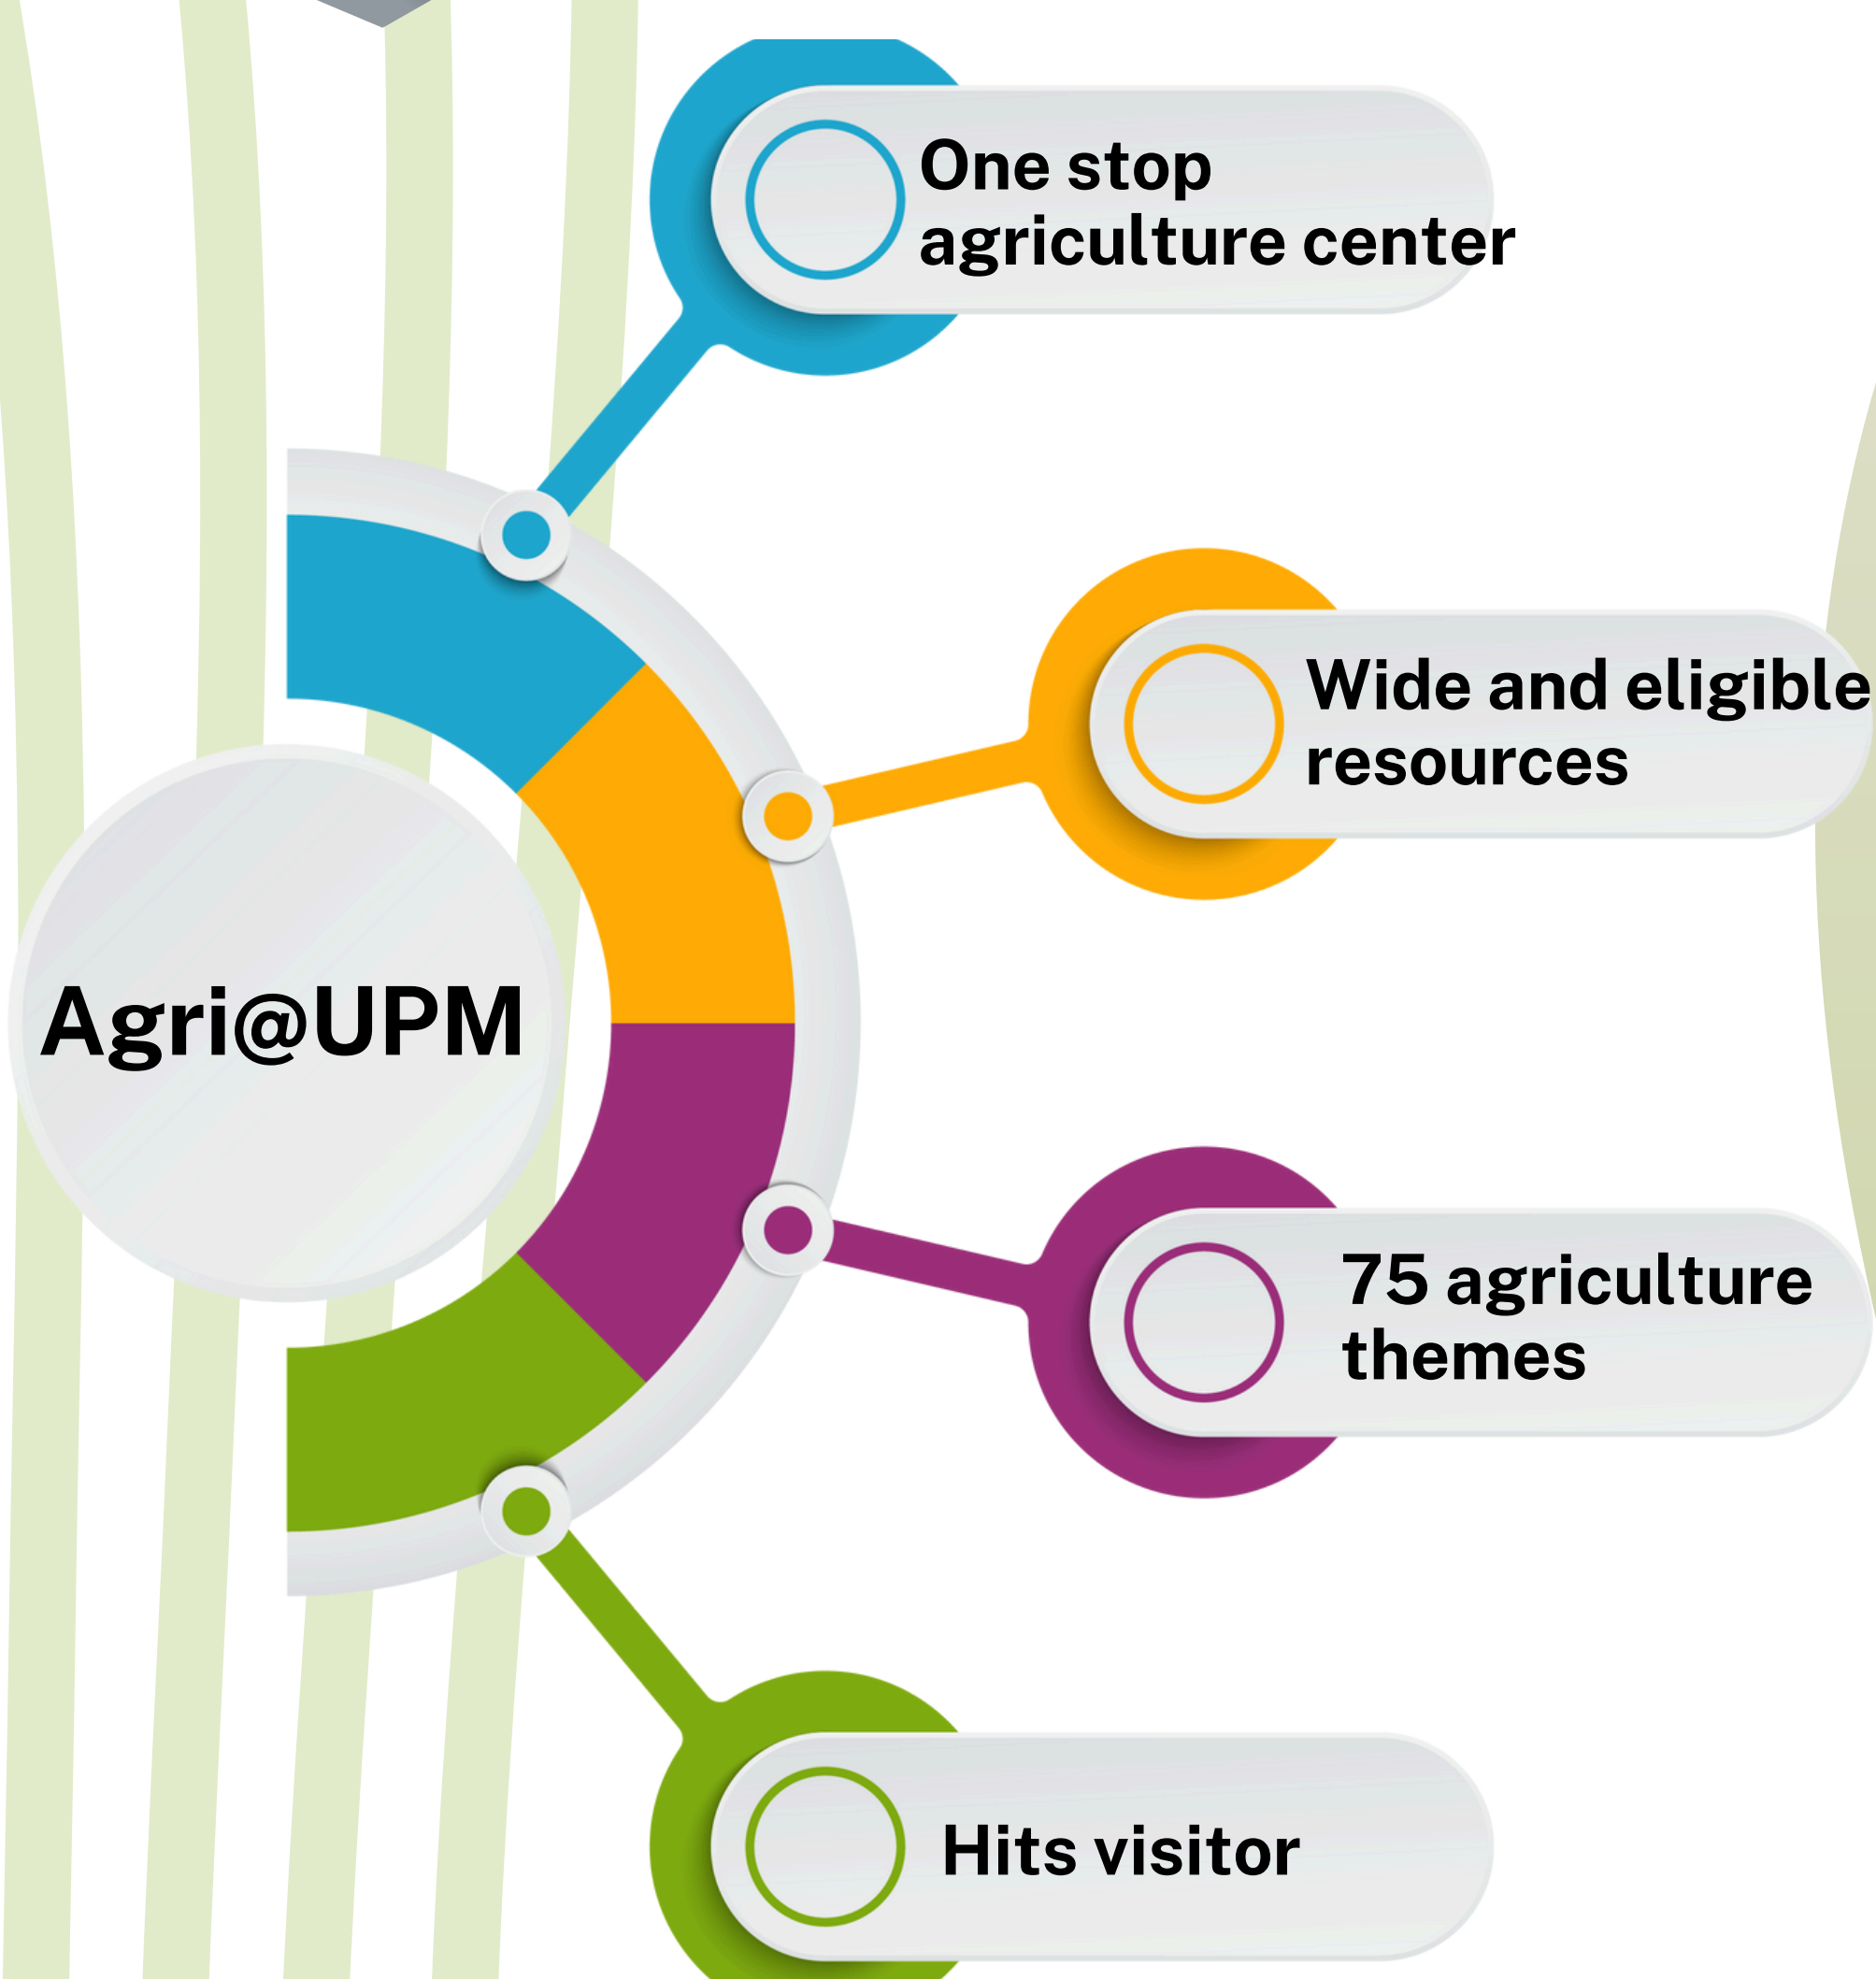 One stop
agriculture center
Wide and eligible
resources
Agri@UPM
75 agriculture
themes
Hits visitor